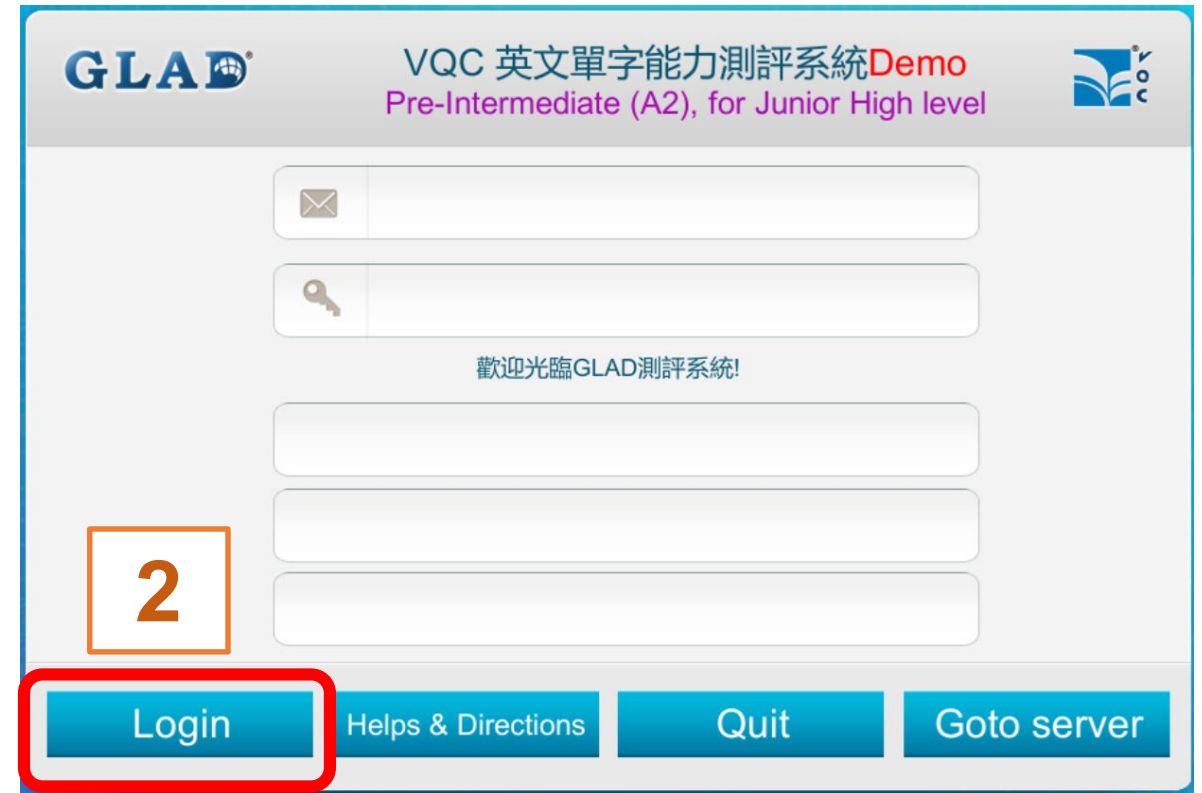 GLAD®
VQC 英文單字能力測評系統Demo
Pre-Intermediate (A2), for Junior High level
VQC
歡迎光臨GLAD測評系統!
2
Login
Helps & Directions
Quit
Goto server